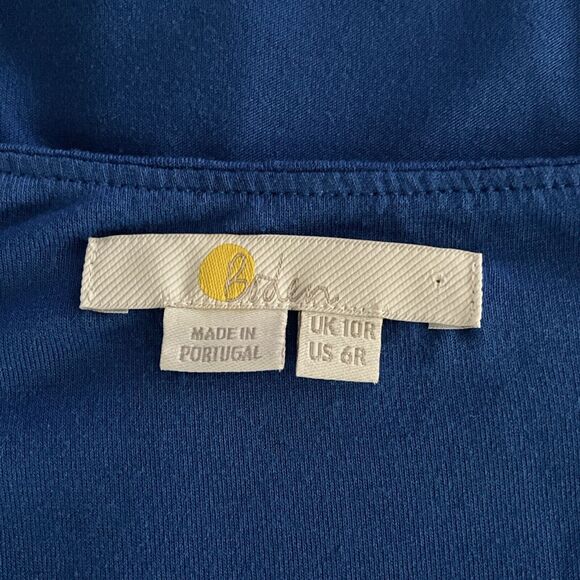 Boden
MADE IN
PORTUGAL
UK 10R
US 6R